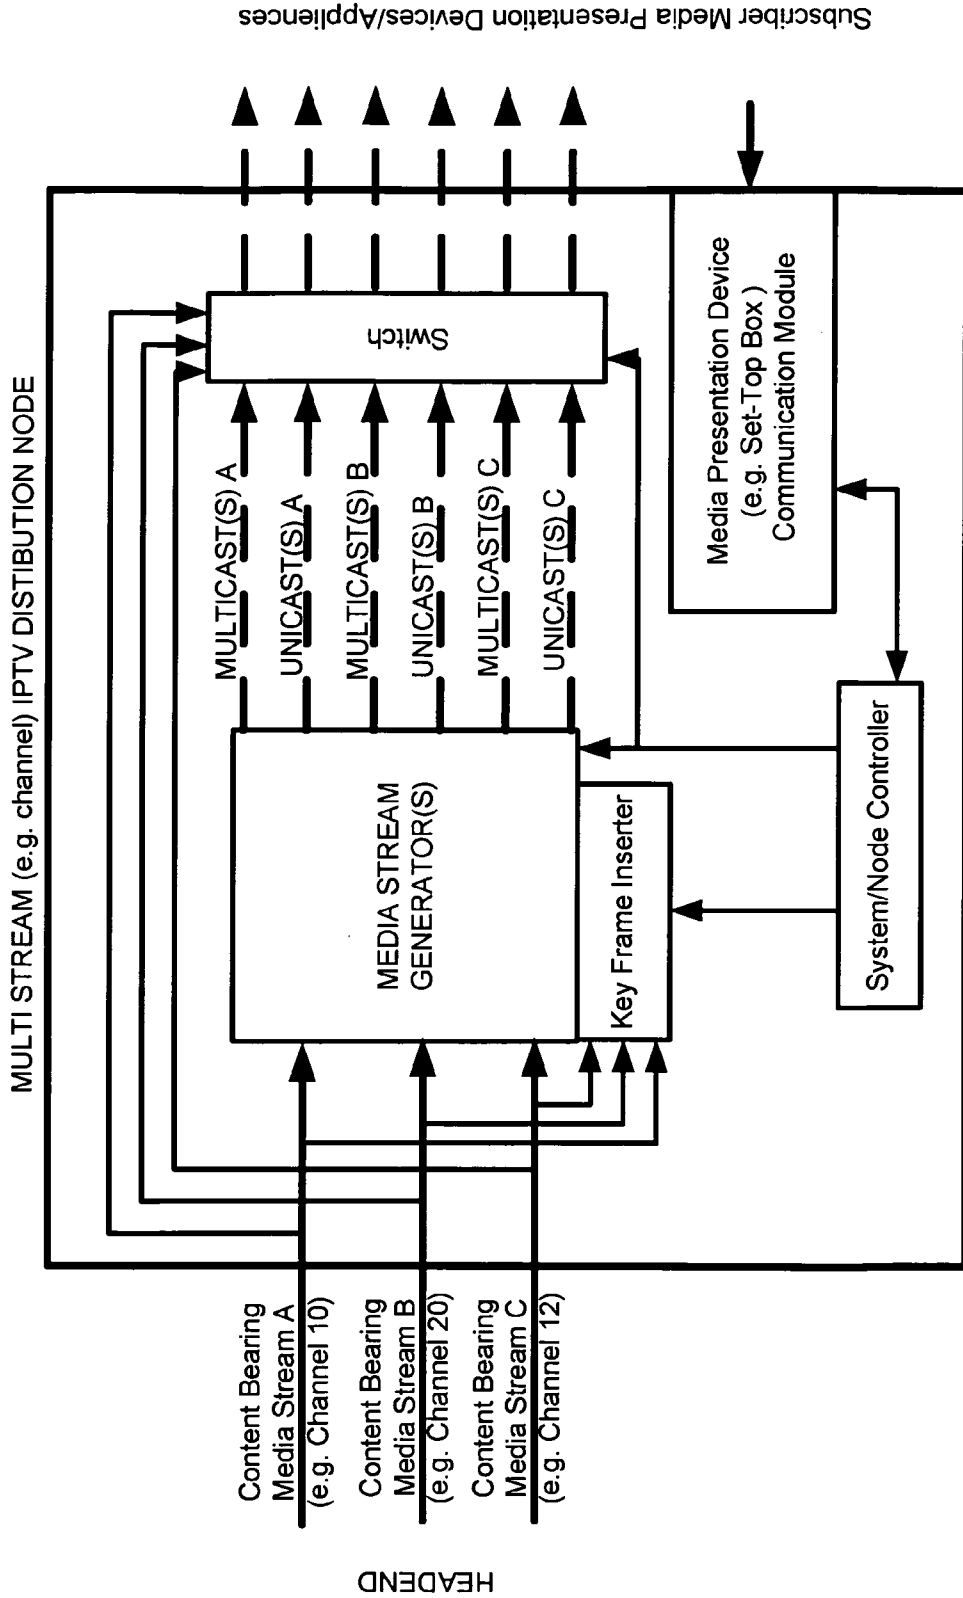 MULTI STREAM (e.g. channel) IPTV DISTIBUTION NODE
HEADEND
Content Bearing
Media Stream A
(e.g. Channel 10)
Content Bearing
Media Stream B
(e.g. Channel 20)
Content Bearing
Media Stream C
(e.g. Channel 12)
MEDIA STREAM
GENERATOR(S)
Key Frame Inserter
System/Node Controller
MULTICAST(S) A
UNICAST(S) A
MULTICAST(S) B
UNICAST(S) B
MULTICAST(S) C
UNICAST(S) C
Switch
Media Presentation Device
(e.g. Set-Top Box )
Communication Module
Subscriber Media Presentation Devices/Appliences